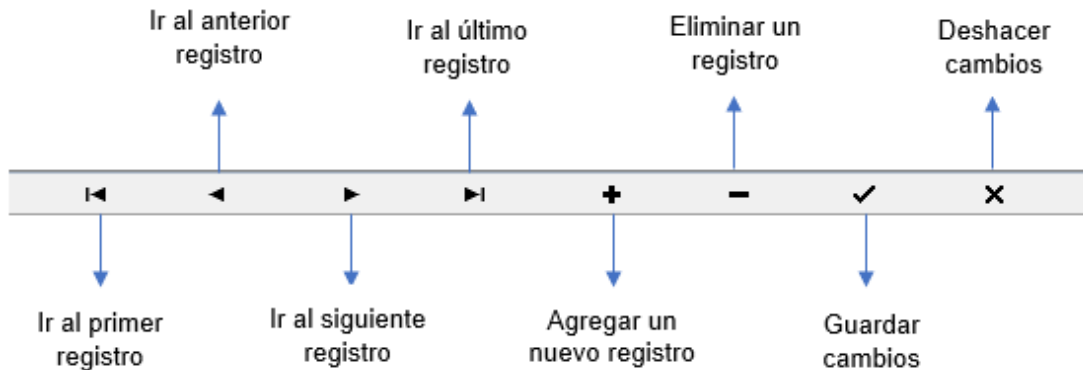 Ir al anterior
registro
Ir al último
registro
Eliminar un
registro
Deshacer
cambios
Ir al primer
registro
Ir al siguiente
registro
Agregar un
nuevo registro
Guardar
cambios